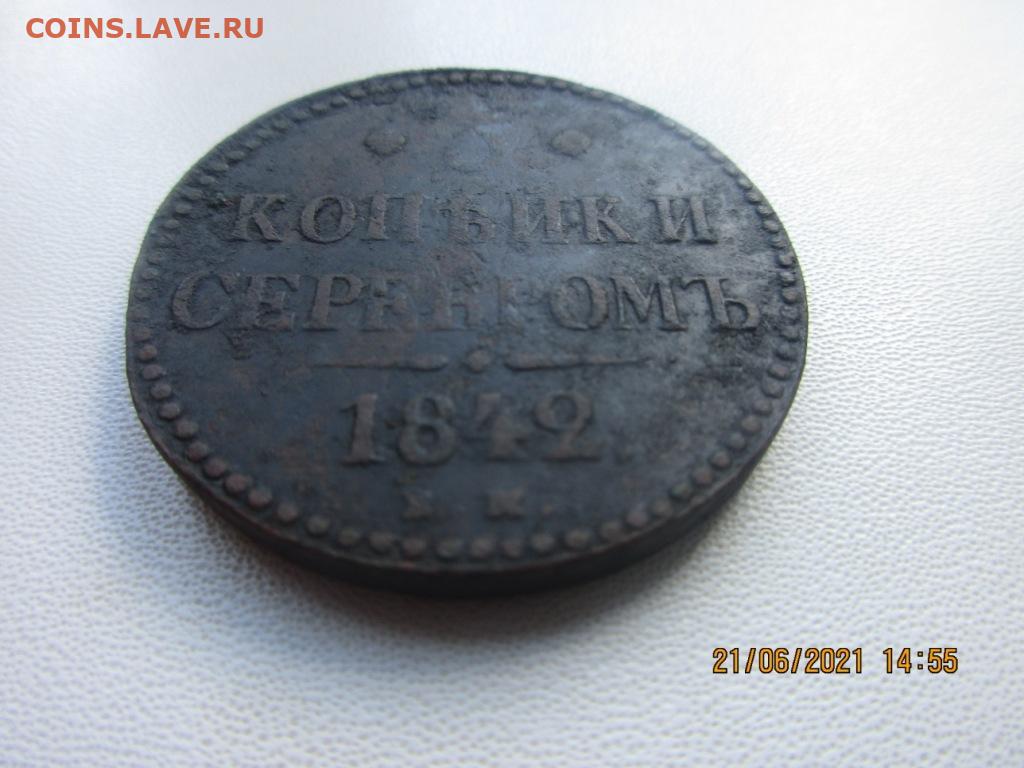 COINS.LAVE.RU
КОПѢЙКИ
СЕРЕБРОМЪ
1842
21/06/2021 14:55